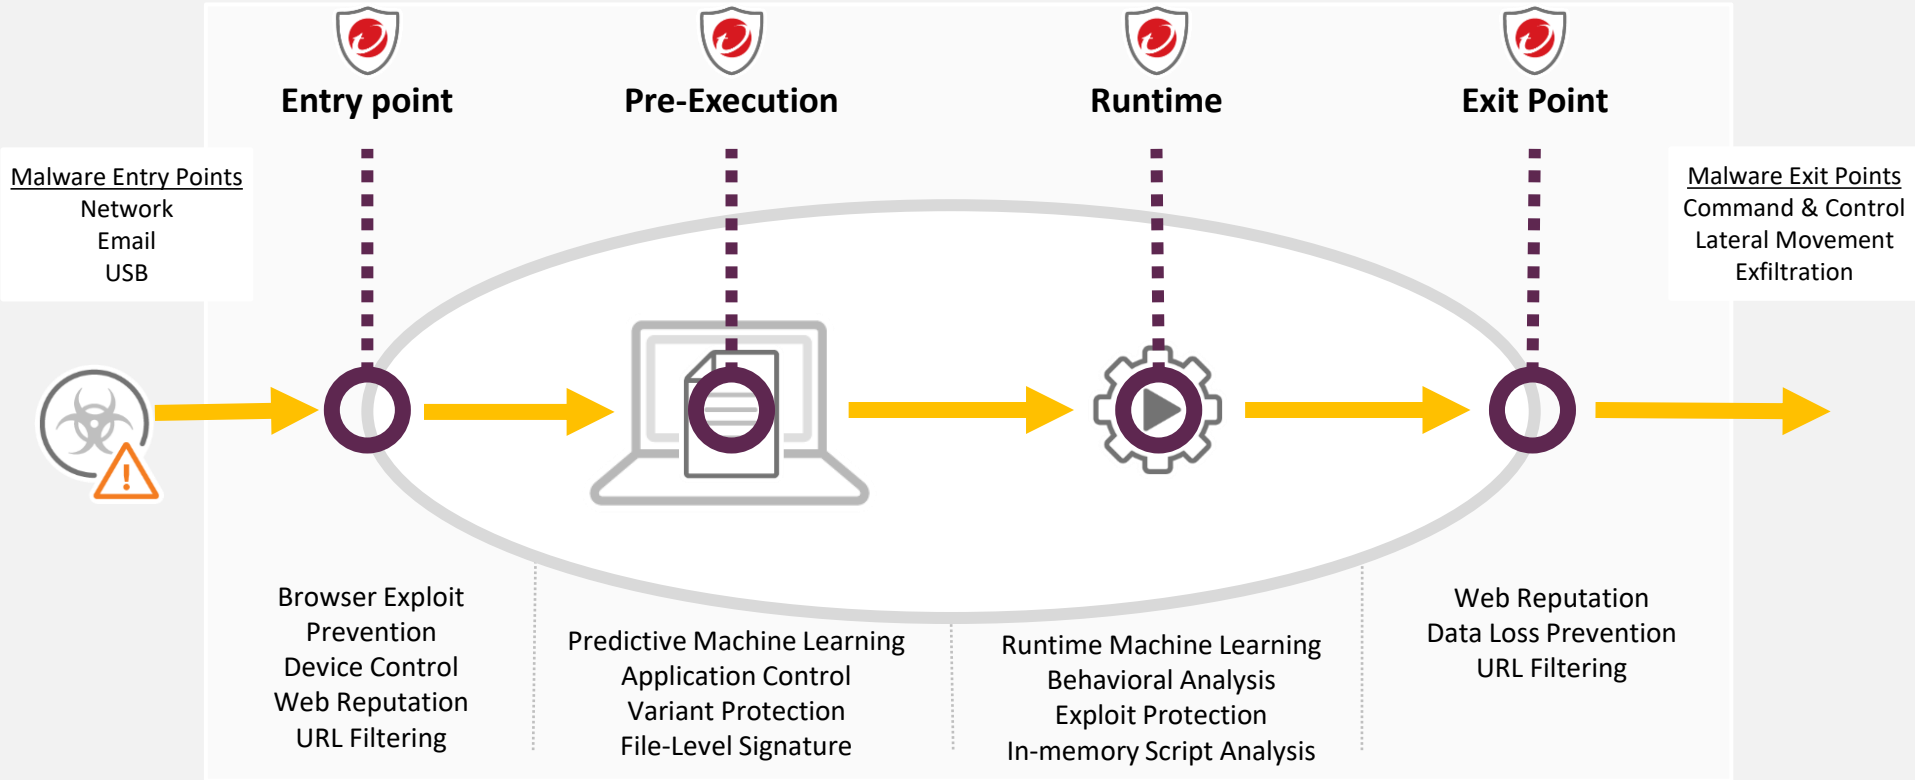 Entry point
Pre-Execution
Runtime
Exit Point
Malware Entry Points
Network
Email
USB
Malware Exit Points
Command & Control
Lateral Movement
Exfiltration
Browser Exploit
Prevention
Device Control
Web Reputation
URL Filtering
Predictive Machine Learning
Application Control
Variant Protection
File-Level Signature
Runtime Machine Learning
Behavioral Analysis
Exploit Protection
In-memory Script Analysis
Web Reputation
Data Loss Prevention
URL Filtering